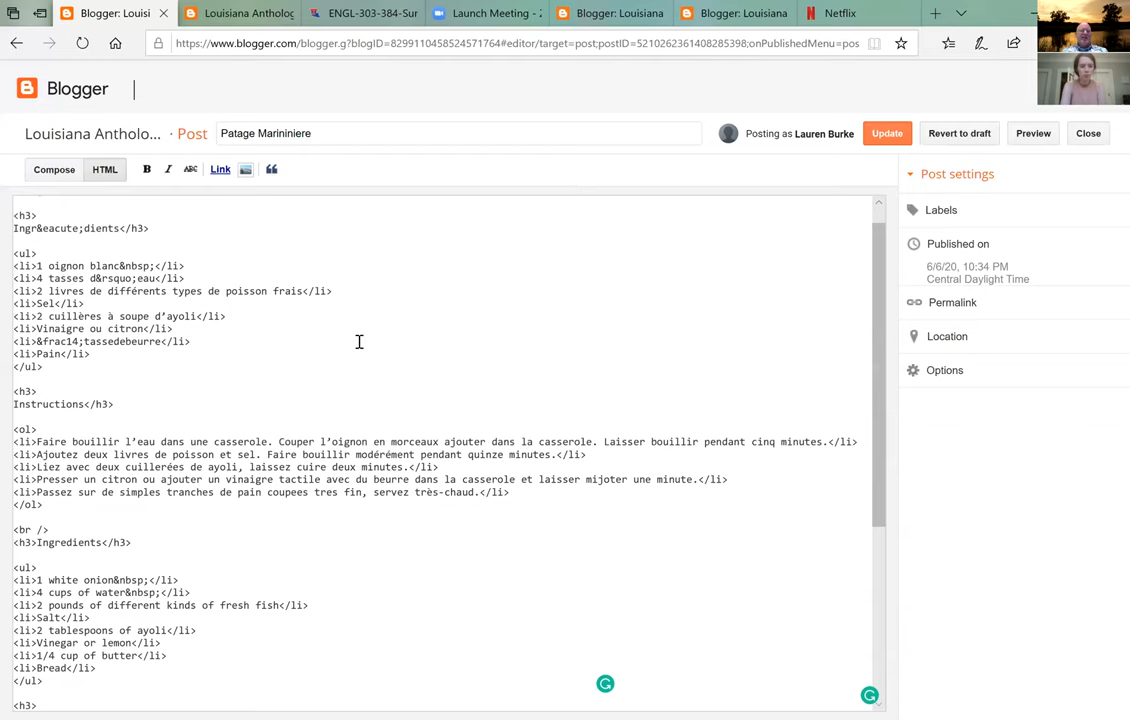 Blogger: Louisi
Louisiana Antholog
ENGL-303-384-Sur
Launch Meeting - Z
Blogger: Louisiana
Blogger: Louisiana
Netflix
https://www.blogger.com/blogger.g?blogID=8299110458524571764#editor/target=post;postID=5210262361408285398;onPublishedMenu=pos
Blogger
Louisiana Antholo... · Post
Patage Marininiere
Posting as Lauren Burke
Update
Revert to draft
Preview
Close
Compose
HTML
B
I
ABC
Link
Post settings
Labels
Published on
6/6/20, 10:34 PM
Central Daylight Time
Permalink
Location
Options
<h3>
Ingr&eacute;dients</h3>
<ul>
<li>1 oignon blanc&nbsp;</li>
<li>4 tasses d&rsquo;eau</li>
<li>2 livres de différents types de poisson frais</li>
<li>Sel</li>
<li>2 cuillères à soupe d’ayoli</li>
<li>Vinaigre ou citron</li>
<li>&frac14;tassedebeurre</li>
<li>Pain</li>
</ul>
<h3>
Instructions</h3>
<ol>
<li>Faire bouillir l’eau dans une casserole. Couper l’oignon en morceaux ajouter dans la casserole. Laisser bouillir pendant cinq minutes.</li>
<li>Ajoutez deux livres de poisson et sel. Faire bouillir modérément pendant quinze minutes.</li>
<li>Liez avec deux cuillerées de ayoli, laissez cuire deux minutes.</li>
<li>Presser un citron ou ajouter un vinaigre tactile avec du beurre dans la casserole et laisser mijoter une minute.</li>
<li>Passez sur de simples tranches de pain coupees tres fin, servez très-chaud.</li>
</ol>
<br />
<h3>Ingredients</h3>
<ul>
<li>1 white onion&nbsp;</li>
<li>4 cups of water&nbsp;</li>
<li>2 pounds of different kinds of fresh fish</li>
<li>Salt</li>
<li>2 tablespoons of ayoli</li>
<li>Vinegar or lemon</li>
<li>1/4 cup of butter</li>
<li>Bread</li>
</ul>
<h3>